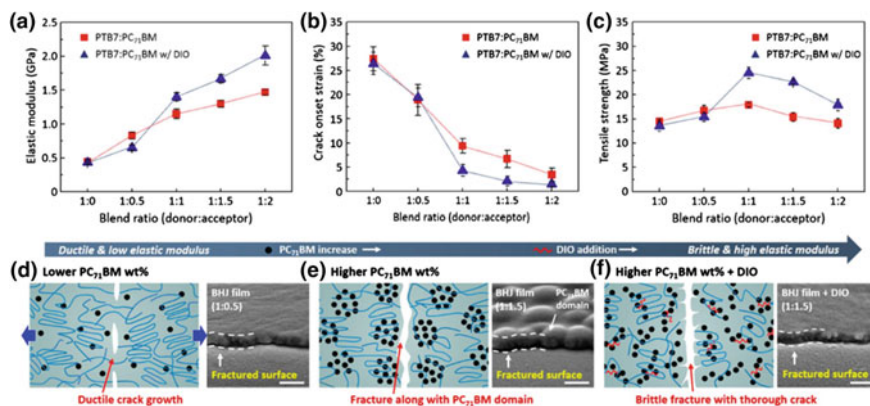 (a)
PTB7:PC₇₁BM
PTB7:PC₇₁BM w/ DIO
Elastic modulus (GPa)
2.5
2.0
1.5
1.0
0.5
0.0
1:0 1:0.5 1:1 1:1.5 1:2
Blend ratio (donor:acceptor)
(b)
PTB7:PC₇₁BM
PTB7:PC₇₁BM w/ DIO
Crack onset strain (%)
35
30
25
20
15
10
5
0
1:0 1:0.5 1:1 1:1.5 1:2
Blend ratio (donor:acceptor)
(c)
PTB7:PC₇₁BM
PTB7:PC₇₁BM w/ DIO
Tensile strength (MPa)
35
30
25
20
15
10
5
0
1:0 1:0.5 1:1 1:1.5 1:2
Blend ratio (donor:acceptor)
Ductile & low elastic modulus PC₇₁BM increase DIO addition Brittle & high elastic modulus
(d) Lower PC₇₁BM wt%
BHJ film
(1:0.5)
Fractured surface
Ductile crack growth
(e) Higher PC₇₁BM wt%
BHJ film
(1:1.5)
PC₇₁BM
domain
Fractured surface
Fracture along with PC₇₁BM domain
(f) Higher PC₇₁BM wt% + DIO
BHJ film + DIO
(1:1.5)
Fractured surface
Brittle fracture with thorough crack